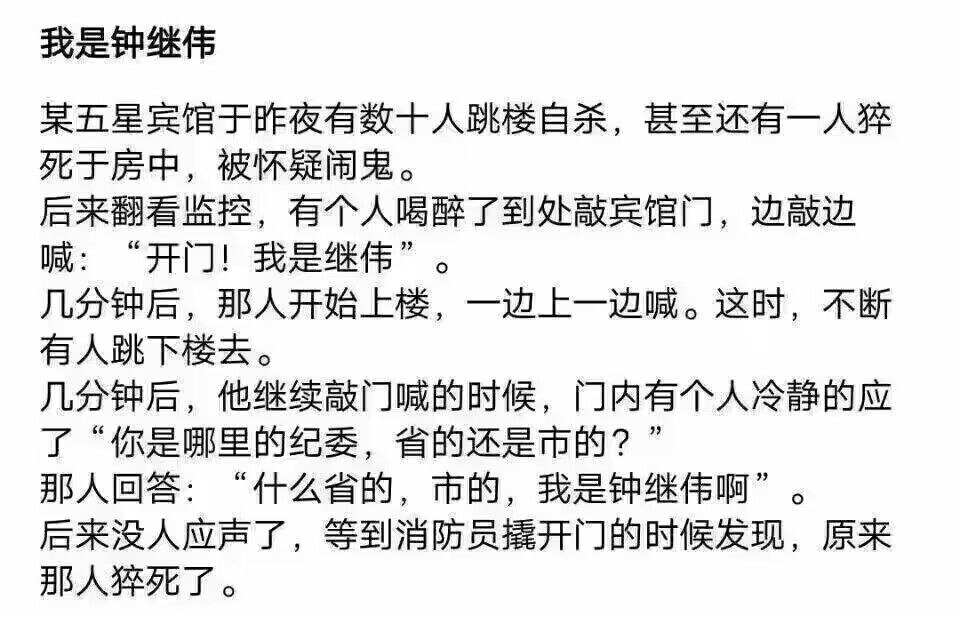 我是钟继伟
某五星宾馆于昨夜有数十人跳楼自杀，甚至还有一人猝
死于房中，被怀疑闹鬼。
后来翻看监控，有个人喝醉了到处敲宾馆门，边敲边
喊：“开门！我是继伟”。
几分钟后，那人开始上楼，一边上一边喊。这时，不断
有人跳下楼去。
几分钟后，他继续敲门喊的时候，门内有个人冷静的应
了“你是哪里的纪委，省的还是市的？”
那人回答：“什么省的，市的，我是钟继伟啊”。
后来没人应声了，等到消防员撬开门的时候发现，原来
那人猝死了。